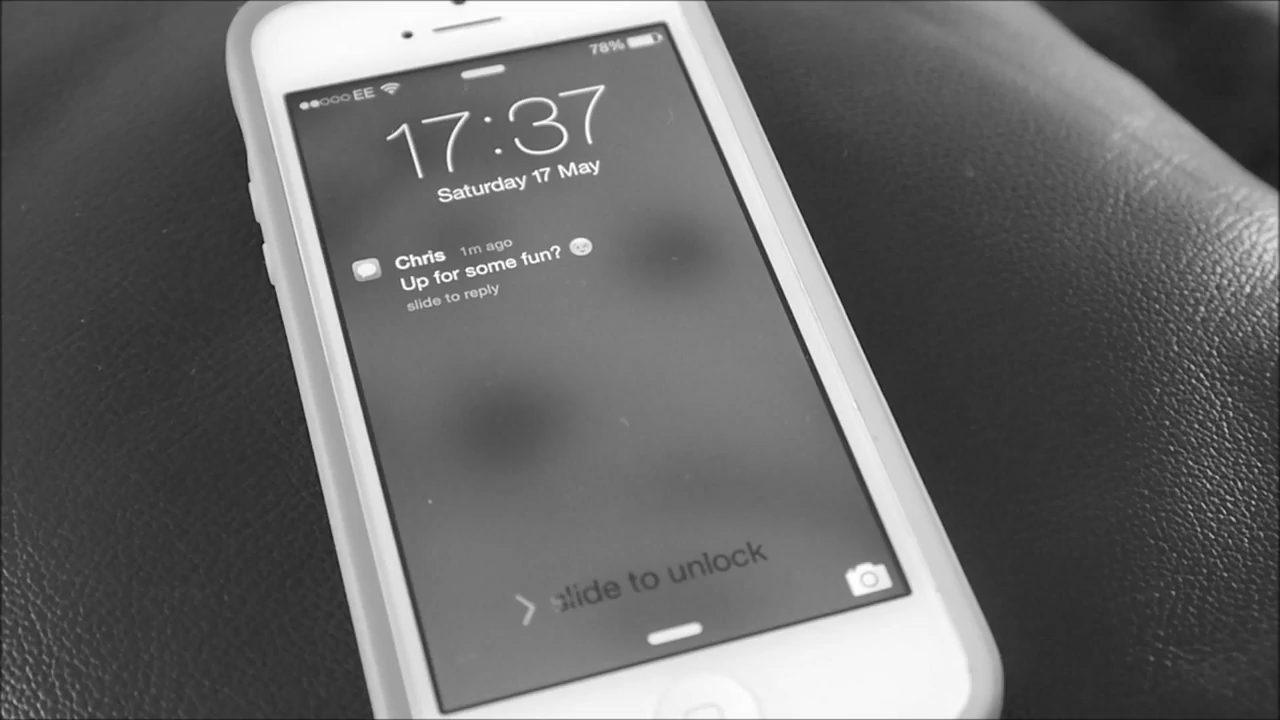 EE 78%
17:37
Saturday 17 May
Chris 1m ago
Up for some fun? 😉
slide to reply
> slide to unlock